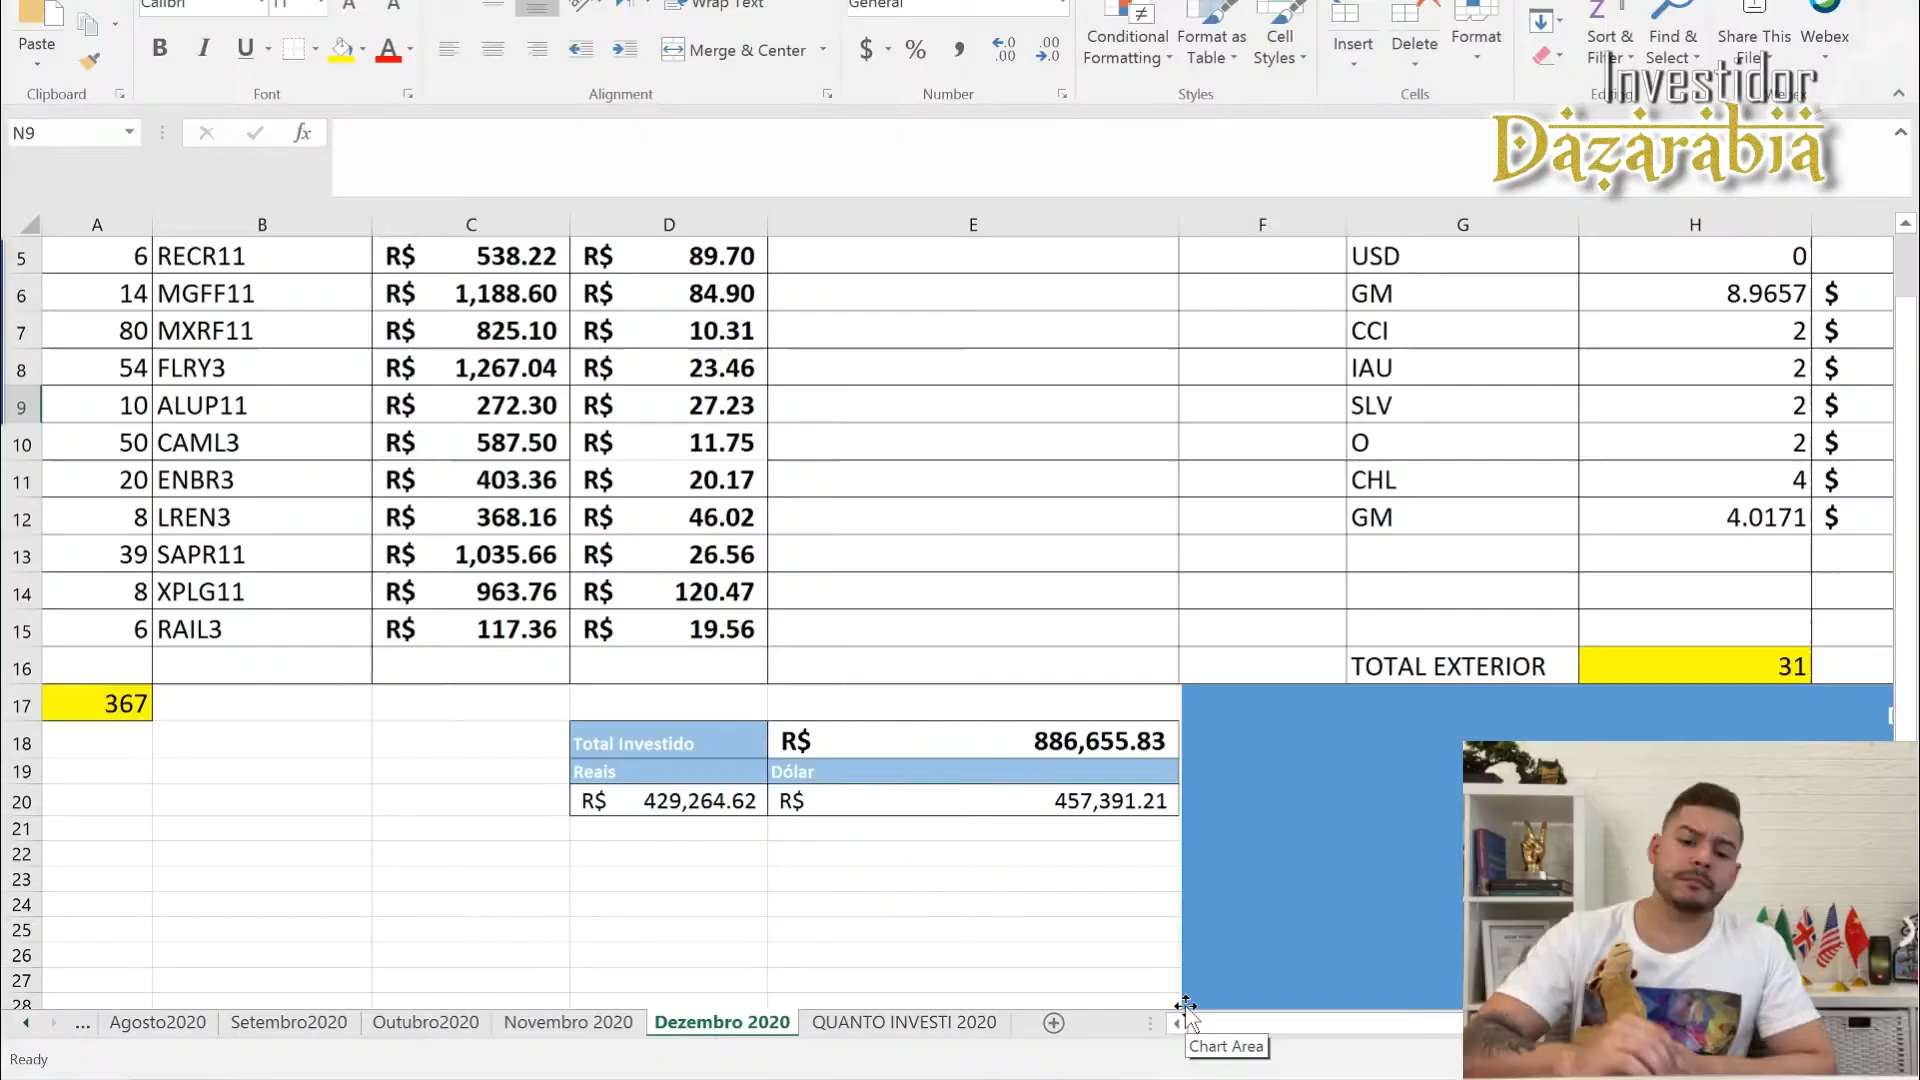 Calibri
11
A
A
Wrap Text
General
Paste
B I U
A
Merge & Center
$ % ,
Conditional
Formatting
Format as
Table
Cell
Styles
Insert
Delete
Format
Sort &
Filter
Find &
Select
Share This
File
Webex
Clipboard
Font
Alignment
Number
Styles
Cells
Investidor
Dazarabia
N9
fx
A B C D E F G H
5 6 RECR11 R$ 538.22 R$ 89.70 USD 0
6 14 MGFF11 R$ 1,188.60 R$ 84.90 GM 8.9657 $
7 80 MXRF11 R$ 825.10 R$ 10.31 CCI 2 $
8 54 FLRY3 R$ 1,267.04 R$ 23.46 IAU 2 $
9 10 ALUP11 R$ 272.30 R$ 27.23 SLV 2 $
10 50 CAML3 R$ 587.50 R$ 11.75 O 2 $
11 20 ENBR3 R$ 403.36 R$ 20.17 CHL 4 $
12 8 LREN3 R$ 368.16 R$ 46.02 GM 4.0171 $
13 39 SAPR11 R$ 1,035.66 R$ 26.56
14 8 XPLG11 R$ 963.76 R$ 120.47
15 6 RAIL3 R$ 117.36 R$ 19.56
16 TOTAL EXTERIOR 31
17 367
18 Total Investido R$ 886,655.83
19 Reais Dólar
20 R$ 429,264.62 R$ 457,391.21
21
22
23
24
25
26
27
28
... Agosto2020 Setembro2020 Outubro2020 Novembro 2020 Dezembro 2020 QUANTO INVESTI 2020
Chart Area
Ready